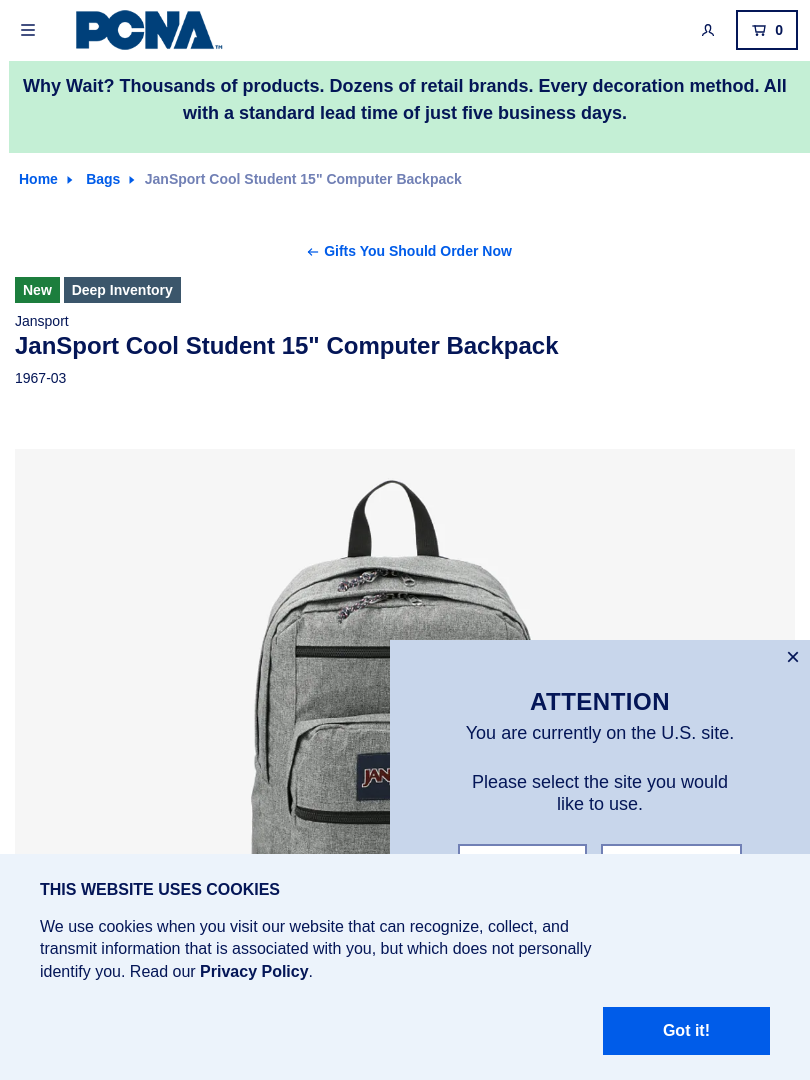 PCNA™
0
Why Wait? Thousands of products. Dozens of retail brands. Every decoration method. All
with a standard lead time of just five business days.
Home
Bags
JanSport Cool Student 15" Computer Backpack
Gifts You Should Order Now
New
Deep Inventory
Jansport
JanSport Cool Student 15" Computer Backpack
1967-03
ATTENTION
You are currently on the U.S. site.
Please select the site you would
like to use.
THIS WEBSITE USES COOKIES
We use cookies when you visit our website that can recognize, collect, and
transmit information that is associated with you, but which does not personally
identify you. Read our Privacy Policy.
Got it!